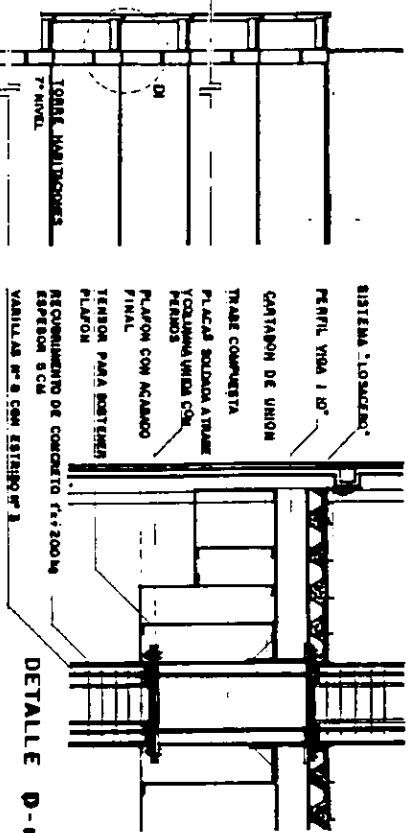 D1
TORRE HABITACIONES
7º NIVEL
SISTEMA "LOSACERO"
PERFIL VIGA I 10"
CARTABON DE UNION
TRABE COMPUESTA
PLACAS SOLDADA A TRABE
Y COLUMNA UNIDA CON
PERNOS
PLAFON CON ACABADO
FINAL
TENSOR PARA SOSTENER
PLAFON
RECUBRIMIENTO DE CONCRETO f'c=200 kg
ESPESOR 5 CM
VARILLAS Nº 8 CON ESTRIBO Nº 3
DETALLE D-